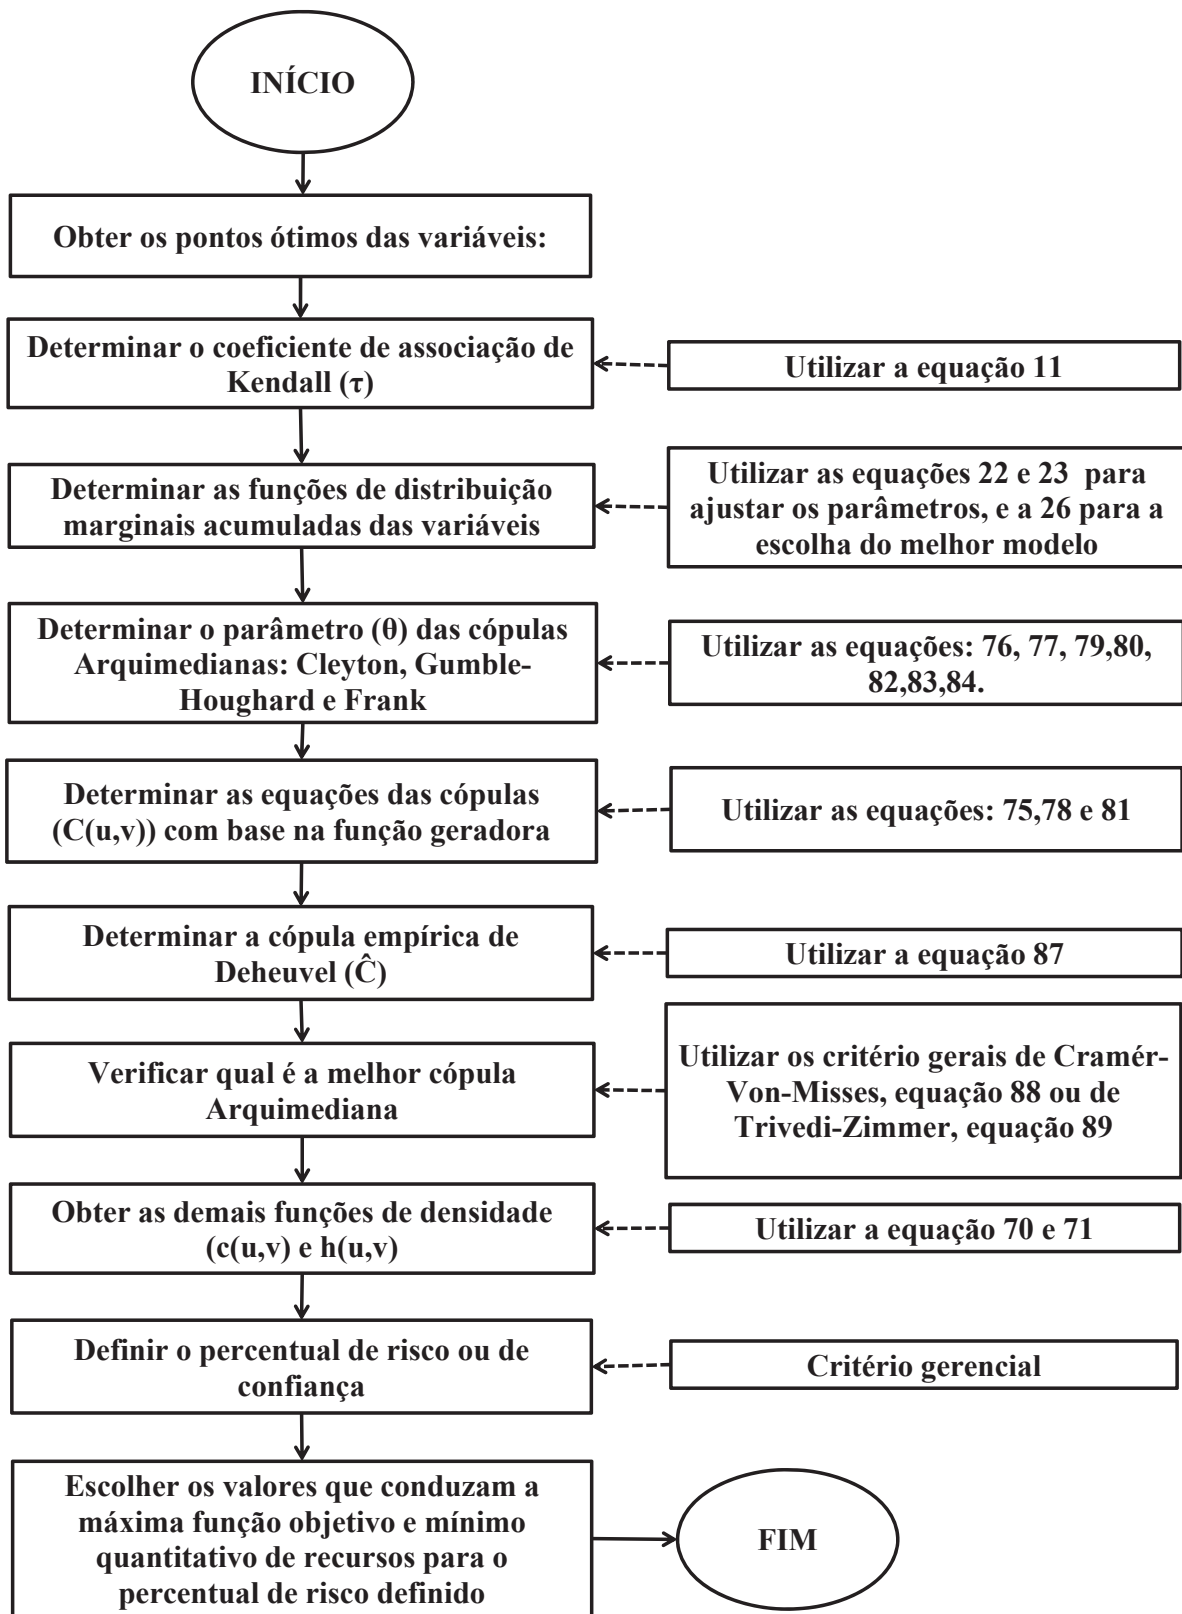 INÍCIO
Obter os pontos ótimos das variáveis:
Determinar o coeficiente de associação de
Kendall (τ)
Utilizar a equação 11
Determinar as funções de distribuição
marginais acumuladas das variáveis
Utilizar as equações 22 e 23 para
ajustar os parâmetros, e a 26 para a
escolha do melhor modelo
Determinar o parâmetro (θ) das cópulas
Arquimedianas: Cleyton, Gumble-
Houghard e Frank
Utilizar as equações: 76, 77, 79,80,
82,83,84.
Determinar as equações das cópulas
(C(u,v)) com base na função geradora
Utilizar as equações: 75,78 e 81
Determinar a cópula empírica de
Deheuvel (Ĉ)
Utilizar a equação 87
Verificar qual é a melhor cópula
Arquimediana
Utilizar os critério gerais de Cramér-
Von-Misses, equação 88 ou de
Trivedi-Zimmer, equação 89
Obter as demais funções de densidade
(c(u,v) e h(u,v)
Utilizar a equação 70 e 71
Definir o percentual de risco ou de
confiança
Critério gerencial
Escolher os valores que conduzam a
máxima função objetivo e mínimo
quantitativo de recursos para o
percentual de risco definido
FIM